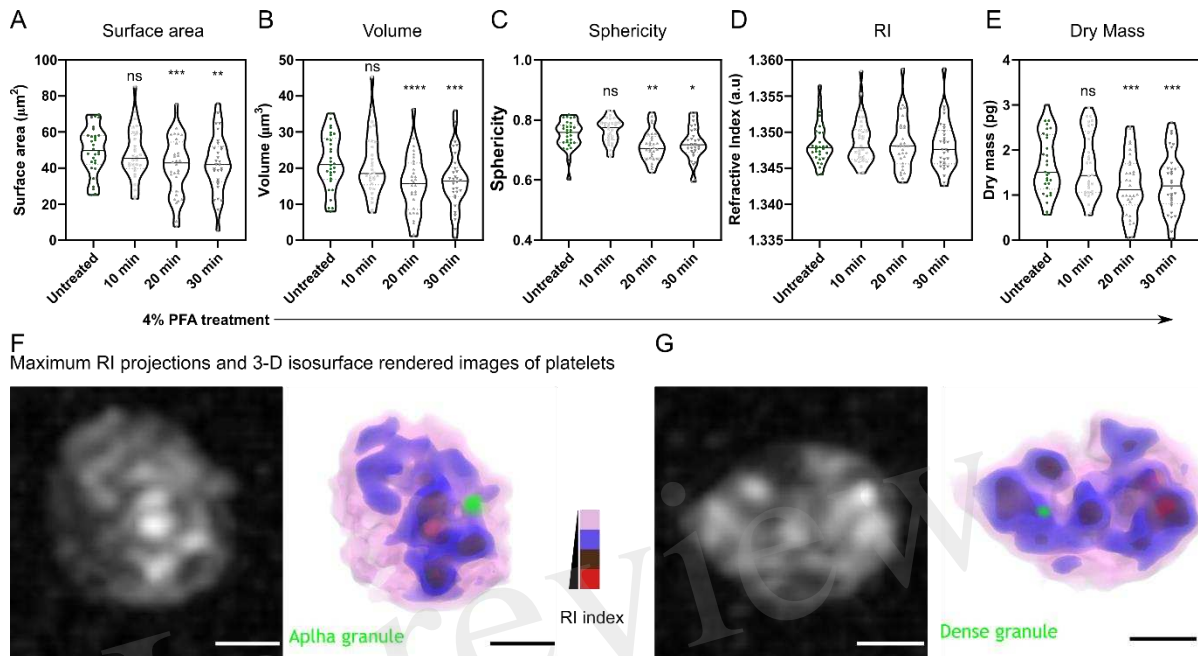 A Surface area
B Volume
C Sphericity
D RI
E Dry Mass
Surface area (µm²)
100
80
60
40
20
0
ns *** **
Untreated 10 min 20 min 30 min
Volume (µm³)
50
40
30
20
10
0
ns **** ***
Untreated 10 min 20 min 30 min
Sphericity
1.0
0.8
0.6
0.4
ns ** *
Untreated 10 min 20 min 30 min
Refractive Index (a.u)
1.360
1.355
1.350
1.345
1.340
1.335
Untreated 10 min 20 min 30 min
Dry mass (pg)
4
3
2
1
0
ns *** ***
Untreated 10 min 20 min 30 min
4% PFA treatment
F G
Maximum RI projections and 3-D isosurface rendered images of platelets
Aplha granule
RI index
Dense granule
review